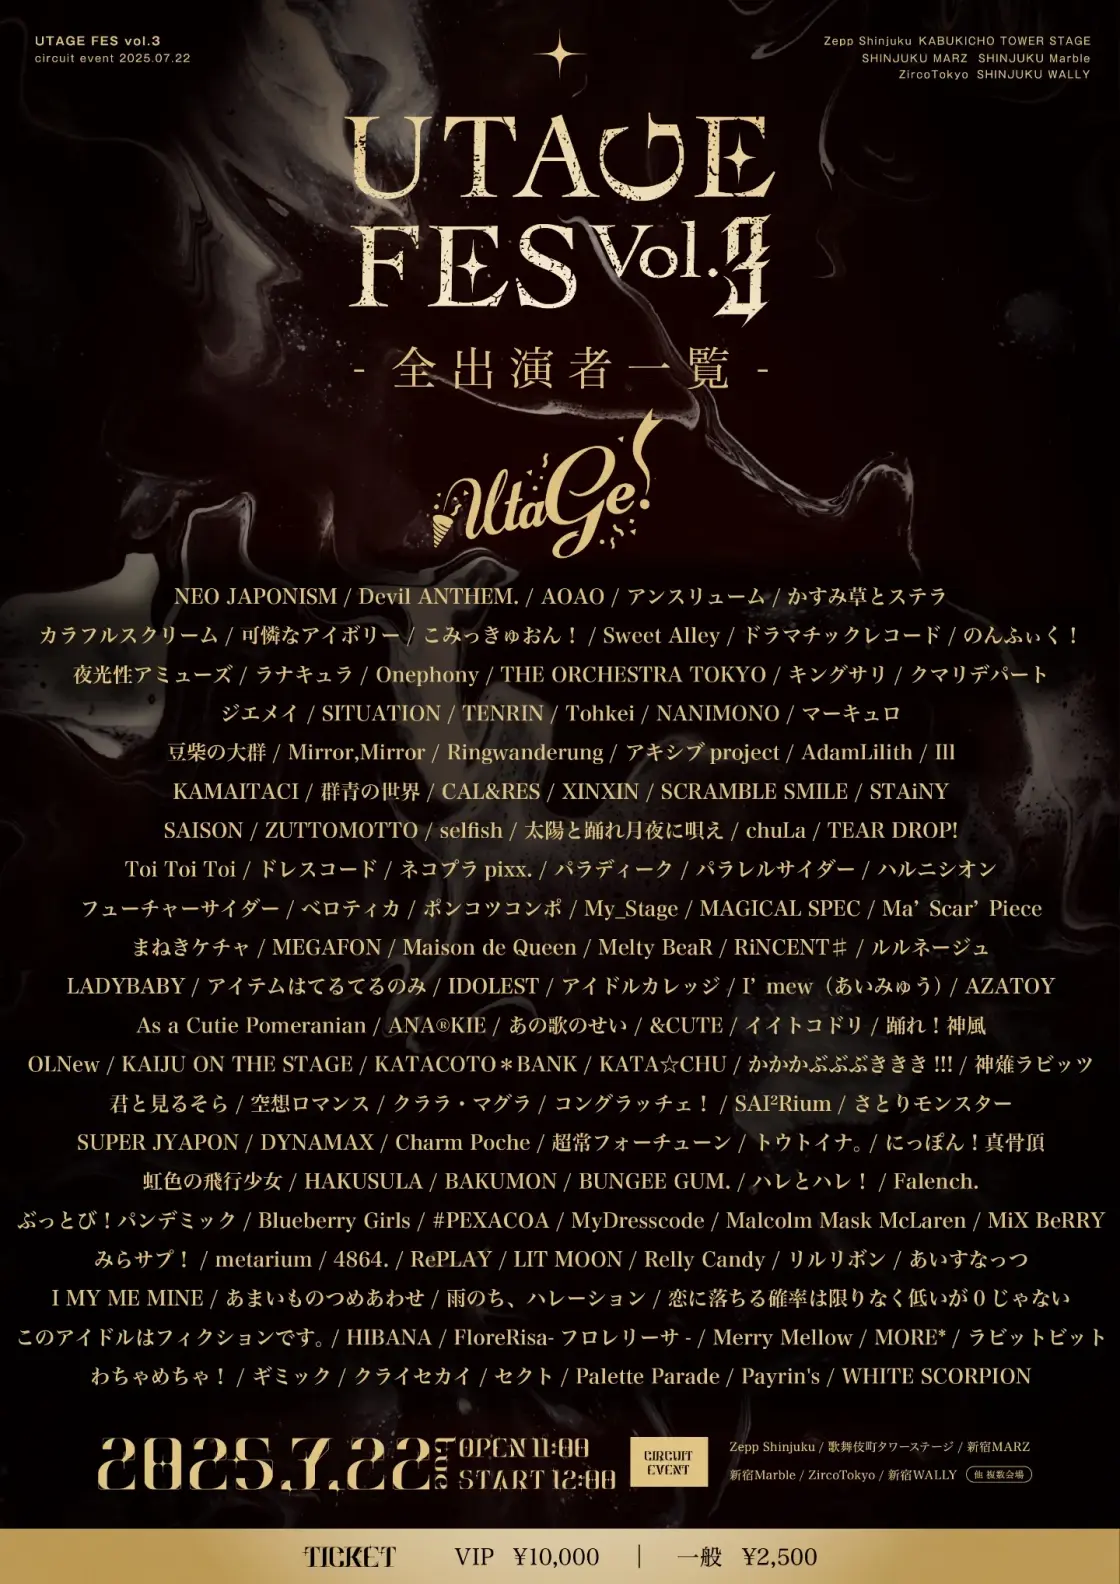 UTAGE FES vol.3
circuit event 2025.07.22
Zepp Shinjuku KABUKICHO TOWER STAGE
SHINJUKU MARZ SHINJUKU Marble
ZircoTokyo SHINJUKU WALLY
UTAGE
FES Vol.3
- 全出演者一覧 -
UtaGe!
NEO JAPONISM / Devil ANTHEM. / AOAO / アンスリューム / かすみ草とステラ
カラフルスクリーム / 可憐なアイボリー / こみっきゅおん！ / Sweet Alley / ドラマチックレコード / のんふぃく！
夜光性アミューズ / ラナキュラ / Onephony / THE ORCHESTRA TOKYO / キングサリ / クマリデパート
ジエメイ / SITUATION / TENRIN / Tohkei / NANIMONO / マーキュロ
豆柴の大群 / Mirror,Mirror / Ringwanderung / アキシブproject / AdamLilith / Ill
KAMAITACI / 群青の世界 / CAL&RES / XINXIN / SCRAMBLE SMILE / STAiNY
SAISON / ZUTTOMOTTO / selfish / 太陽と踊れ月夜に唄え / chuLa / TEAR DROP!
Toi Toi Toi / ドレスコード / ネコプラpixx. / パラディーク / パラレルサイダー / ハルニシオン
フューチャーサイダー / ベロティカ / ポンコツコンポ / My_Stage / MAGICAL SPEC / Ma’ Scar’ Piece
まねきケチャ / MEGAFON / Maison de Queen / Melty BeaR / RiNCENT♯ / ルルネージュ
LADYBABY / アイテムはてるてるのみ / IDOLEST / アイドルカレッジ / I’ mew（あいみゅう）/ AZATOY
As a Cutie Pomeranian / ANA®KIE / あの歌のせい / &CUTE / イイトコドリ / 踊れ！神風
OLNew / KAIJU ON THE STAGE / KATACOTO＊BANK / KATA☆CHU / かかかぶぶぶききき!!! / 神薙ラビッツ
君と見るそら / 空想ロマンス / クララ・マグラ / コングラッチェ！ / SAI²Rium / さとりモンスター
SUPER JYAPON / DYNAMAX / Charm Poche / 超常フォーチューン / トウトイナ。/ にっぽん！真骨頂
虹色の飛行少女 / HAKUSULA / BAKUMON / BUNGEE GUM. / ハレとハレ！ / Falench.
ぶっとび！パンデミック / Blueberry Girls / #PEXACOA / MyDresscode / Malcolm Mask McLaren / MiX BeRRY
みらサプ！ / metarium / 4864. / RePLAY / LIT MOON / Relly Candy / リルリボン / あいすなっつ
I MY ME MINE / あまいものつめあわせ / 雨のち、ハレーション / 恋に落ちる確率は限りなく低いが0じゃない
このアイドルはフィクションです。/ HIBANA / FloreRisa-フロレリーサ- / Merry Mellow / MORE* / ラビットビット
わちゃめちゃ！ / ギミック / クライセカイ / セクト / Palette Parade / Payrin's / WHITE SCORPION
2025.7.22 Tue OPEN 11:00
START 12:00
CIRCUIT
EVENT
Zepp Shinjuku / 歌舞伎町タワーステージ / 新宿MARZ
新宿Marble / ZircoTokyo / 新宿WALLY 他 複数会場
TICKET VIP ¥10,000 | 一般 ¥2,500